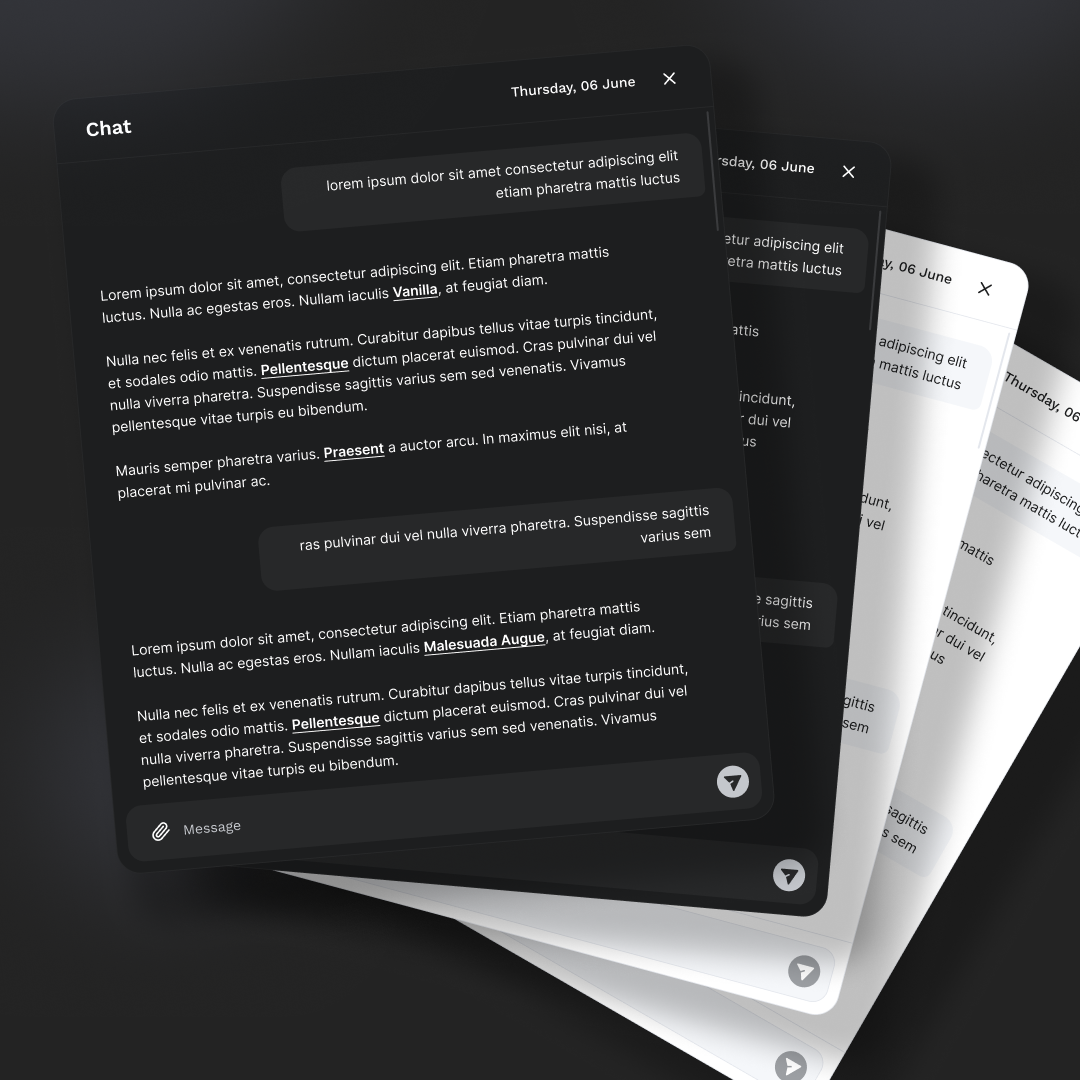 Chat
Thursday, 06 June
lorem ipsum dolor sit amet consectetur adipiscing elit
etiam pharetra mattis luctus
Lorem ipsum dolor sit amet, consectetur adipiscing elit. Etiam pharetra mattis
luctus. Nulla ac egestas eros. Nullam iaculis Vanilla, at feugiat diam.
Nulla nec felis et ex venenatis rutrum. Curabitur dapibus tellus vitae turpis tincidunt,
et sodales odio mattis. Pellentesque dictum placerat euismod. Cras pulvinar dui vel
nulla viverra pharetra. Suspendisse sagittis varius sem sed venenatis. Vivamus
pellentesque vitae turpis eu bibendum.
Mauris semper pharetra varius. Praesent a auctor arcu. In maximus elit nisi, at
placerat mi pulvinar ac.
ras pulvinar dui vel nulla viverra pharetra. Suspendisse sagittis
varius sem
Lorem ipsum dolor sit amet, consectetur adipiscing elit. Etiam pharetra mattis
luctus. Nulla ac egestas eros. Nullam iaculis Malesuada Augue, at feugiat diam.
Nulla nec felis et ex venenatis rutrum. Curabitur dapibus tellus vitae turpis tincidunt,
et sodales odio mattis. Pellentesque dictum placerat euismod. Cras pulvinar dui vel
nulla viverra pharetra. Suspendisse sagittis varius sem sed venenatis. Vivamus
pellentesque vitae turpis eu bibendum.
Message
rsday, 06 June
etur adipiscing elit
etra mattis luctus
attis
incidunt,
r dui vel
us
e sagittis
rius sem
y, 06 June
adipiscing elit
mattis luctus
dunt,
i vel
gittis
sem
Thursday, 06
ectetur adipiscing
haretra mattis luct
mattis
tincidunt,
r dui vel
us
sagittis
s sem